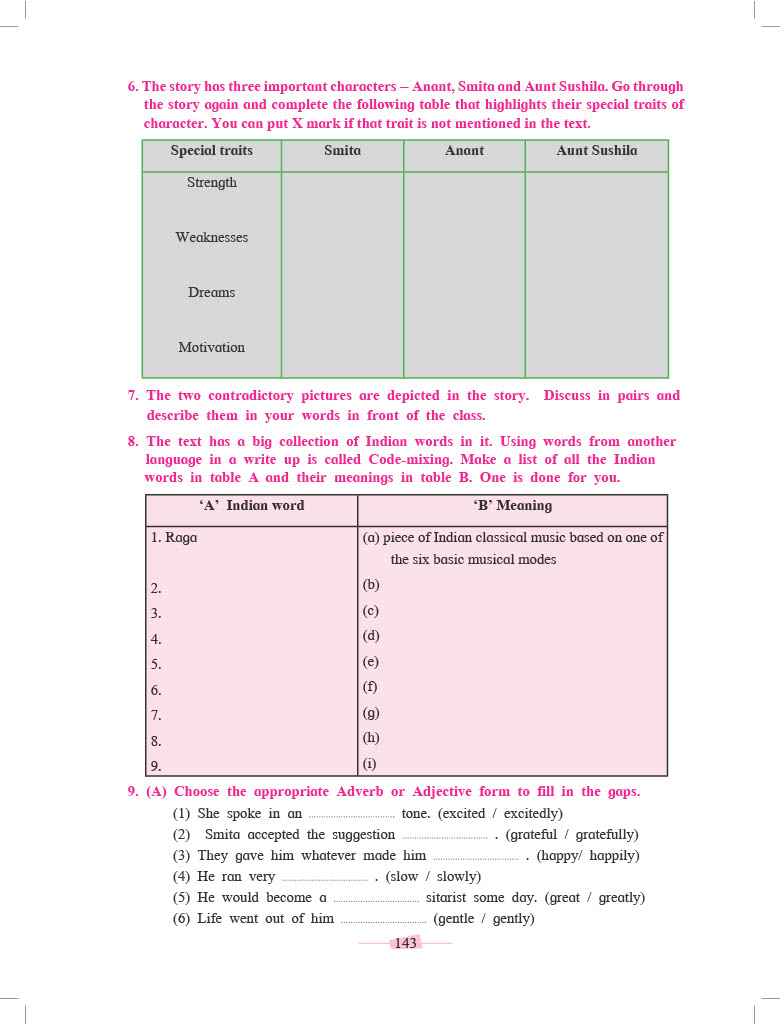 6. The story has three important characters – Anant, Smita and Aunt Sushila. Go through
the story again and complete the following table that highlights their special traits of
character. You can put X mark if that trait is not mentioned in the text.
Special traits Smita Anant Aunt Sushila
Strength
Weaknesses
Dreams
Motivation
7. The two contradictory pictures are depicted in the story. Discuss in pairs and
describe them in your words in front of the class.
8. The text has a big collection of Indian words in it. Using words from another
language in a write up is called Code-mixing. Make a list of all the Indian
words in table A and their meanings in table B. One is done for you.
‘A’ Indian word ‘B’ Meaning
1. Raga (a) piece of Indian classical music based on one of
the six basic musical modes
2. (b)
3. (c)
4. (d)
5. (e)
6. (f)
7. (g)
8. (h)
9. (i)
9. (A) Choose the appropriate Adverb or Adjective form to fill in the gaps.
(1) She spoke in an .................................. tone. (excited / excitedly)
(2) Smita accepted the suggestion .................................. . (grateful / gratefully)
(3) They gave him whatever made him .................................. . (happy/ happily)
(4) He ran very .................................. . (slow / slowly)
(5) He would become a .................................. sitarist some day. (great / greatly)
(6) Life went out of him .................................. (gentle / gently)
143